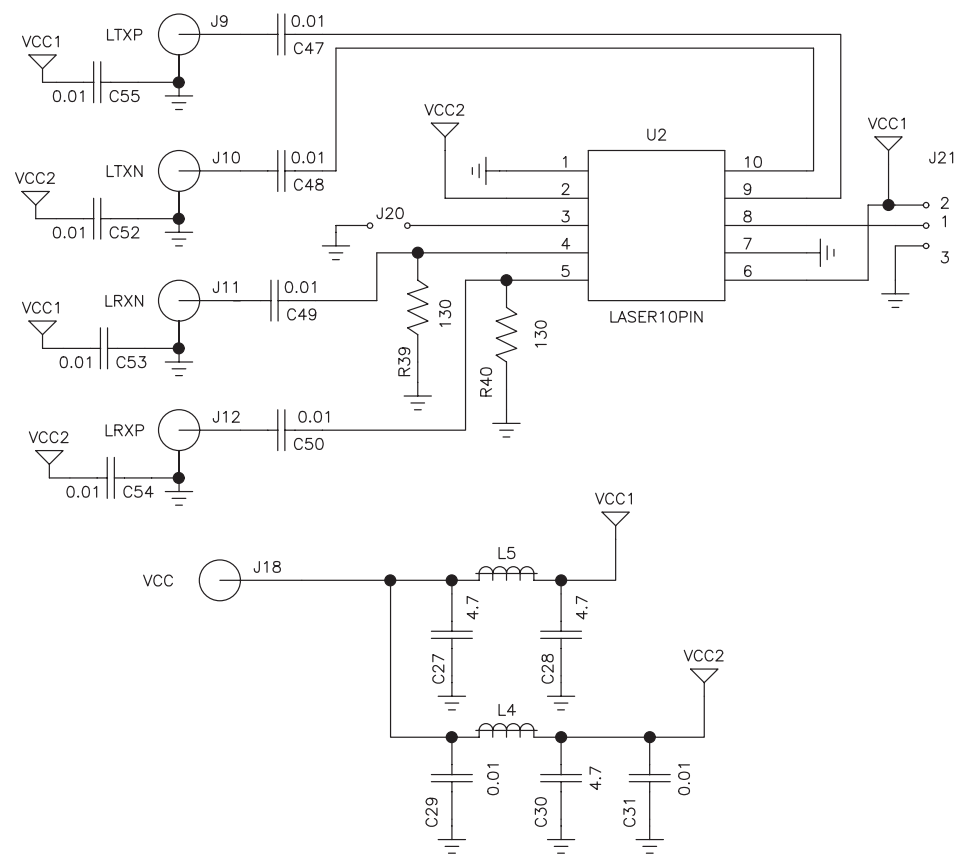 LTXP
J9
0.01
C47
VCC1
0.01
C55
LTXN
J10
0.01
C48
VCC2
0.01
C52
LRXN
J11
0.01
C49
VCC1
0.01
C53
LRXP
J12
0.01
C50
VCC2
0.01
C54
VCC2
J20
R39
130
R40
130
U2
1
2
3
4
5
10
9
8
7
6
LASER10PIN
VCC1
J21
2
1
3
VCC
J18
L5
VCC1
C27
4.7
C28
4.7
L4
VCC2
C29
0.01
C30
4.7
C31
0.01